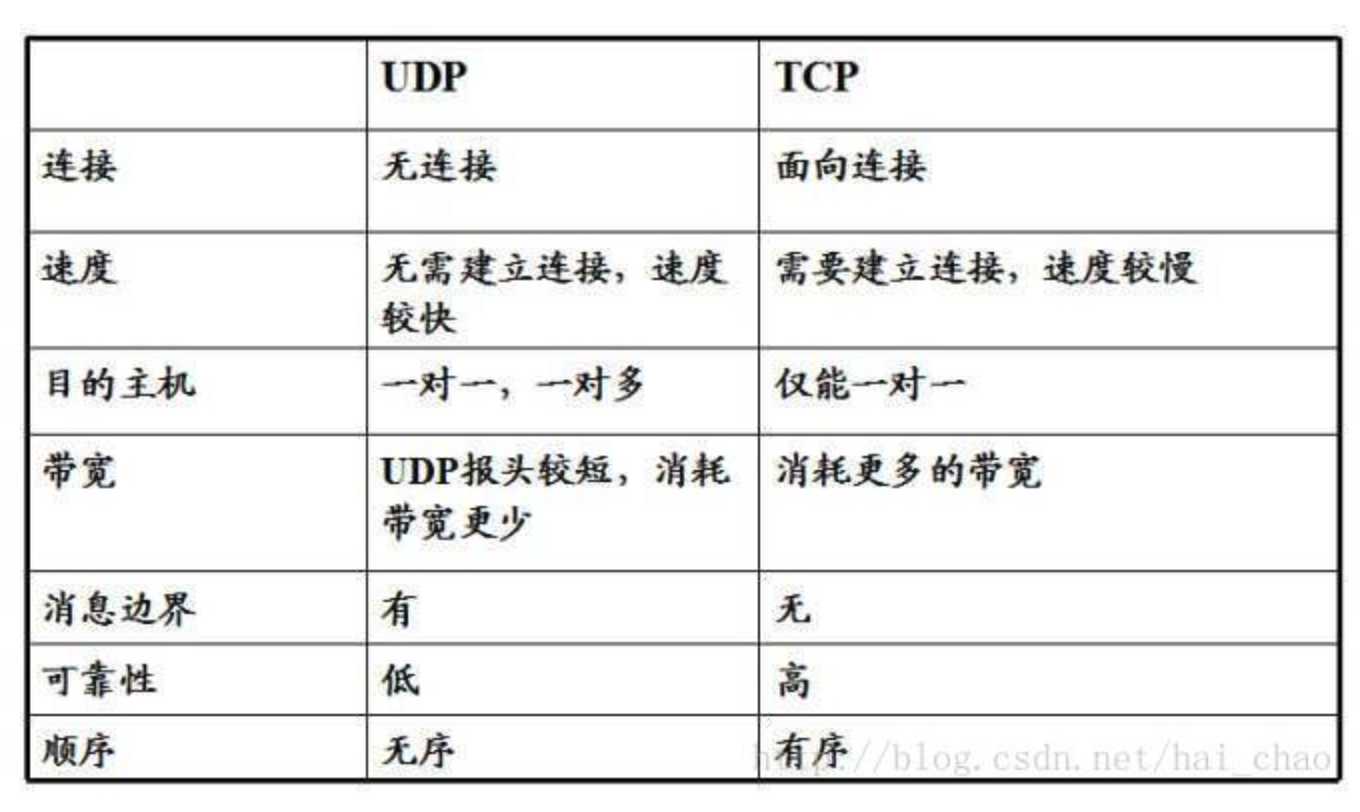 UDP TCP
连接 无连接 面向连接
速度 无需建立连接，速度 需要建立连接，速度较慢
较快
目的主机 一对一，一对多 仅能一对一
带宽 UDP报头较短，消耗 消耗更多的带宽
带宽更少
消息边界 有 无
可靠性 低 高
顺序 无序 有序
http://blog.csdn.net/hai_chao